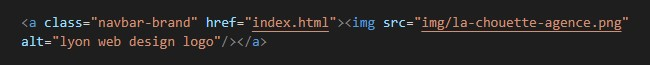 <a class="navbar-brand" href="index.html"><img src="img/la-chouette-agence.png"
alt="lyon web design logo"/></a>